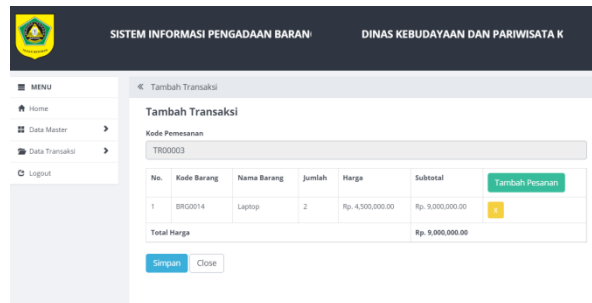 SISTEM INFORMASI PENGADAAN BARAN
DINAS KEBUDAYAAN DAN PARIWISATA K
MENU
Home
Data Master
Data Transaksi
Logout
« Tambah Transaksi
Tambah Transaksi
Kode Pemesanan
TR00003
No. Kode Barang Nama Barang Jumlah Harga Subtotal Tambah Pesanan
1 BRG0014 Laptop 2 Rp. 4,500,000.00 Rp. 9,000,000.00 x
Total Harga Rp. 9,000,000.00
Simpan Close